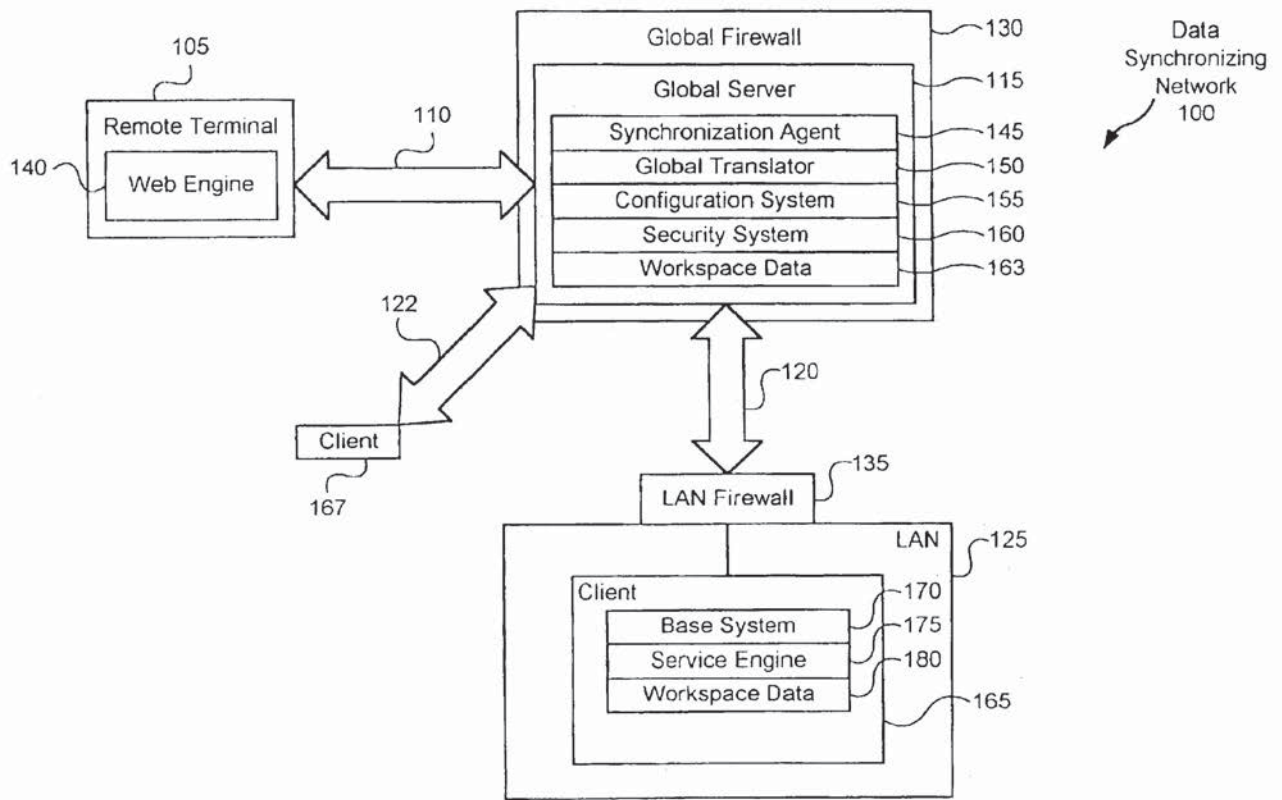 Data
Synchronizing
Network
100
Global Firewall
130
Global Server
115
Synchronization Agent
145
Global Translator
150
Configuration System
155
Security System
160
Workspace Data
163
105
Remote Terminal
140
Web Engine
110
122
Client
167
120
LAN Firewall
135
LAN
125
Client
Base System
170
Service Engine
175
Workspace Data
180
165